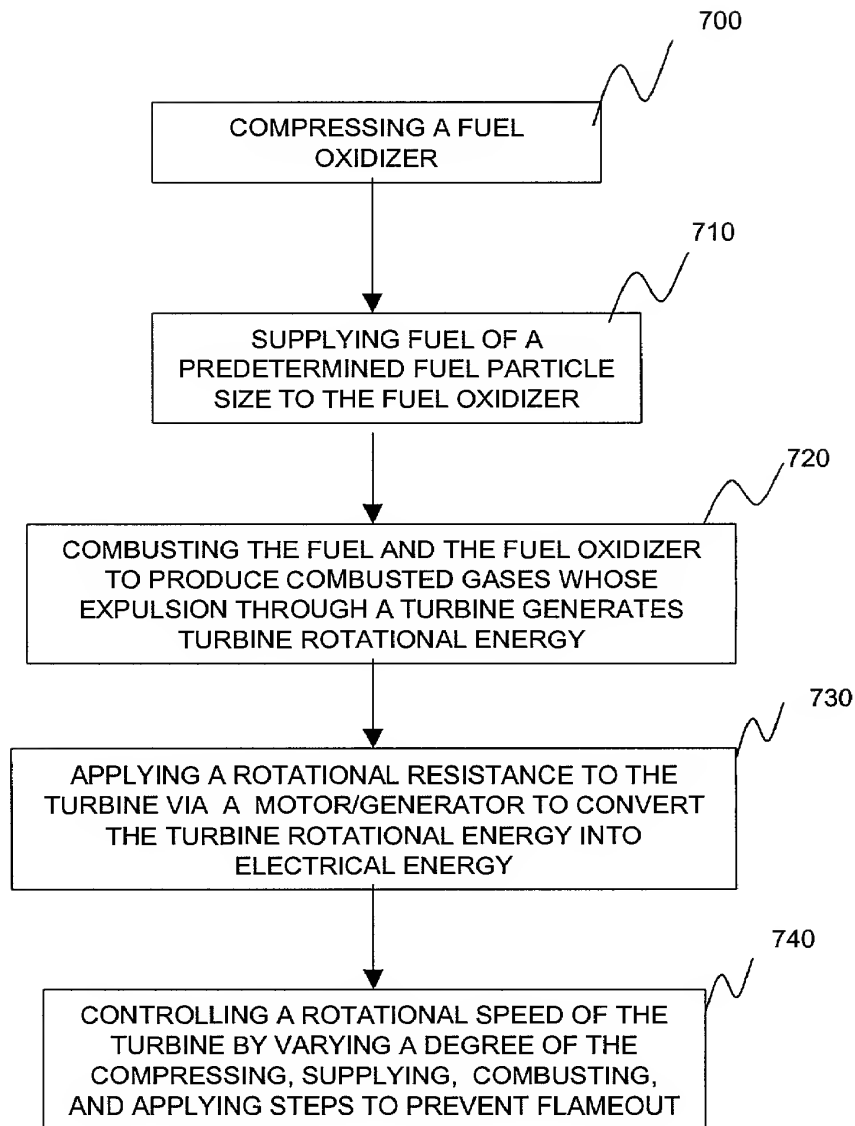 700
COMPRESSING A FUEL
OXIDIZER
710
SUPPLYING FUEL OF A
PREDETERMINED FUEL PARTICLE
SIZE TO THE FUEL OXIDIZER
720
COMBUSTING THE FUEL AND THE FUEL OXIDIZER
TO PRODUCE COMBUSTED GASES WHOSE
EXPULSION THROUGH A TURBINE GENERATES
TURBINE ROTATIONAL ENERGY
730
APPLYING A ROTATIONAL RESISTANCE TO THE
TURBINE VIA A MOTOR/GENERATOR TO CONVERT
THE TURBINE ROTATIONAL ENERGY INTO
ELECTRICAL ENERGY
740
CONTROLLING A ROTATIONAL SPEED OF THE
TURBINE BY VARYING A DEGREE OF THE
COMPRESSING, SUPPLYING, COMBUSTING,
AND APPLYING STEPS TO PREVENT FLAMEOUT